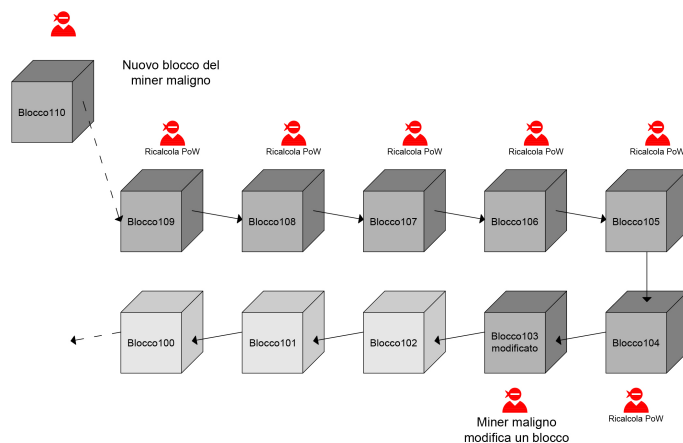 Nuovo blocco del
miner maligno
Blocco110
Ricalcola PoW
Ricalcola PoW
Ricalcola PoW
Ricalcola PoW
Ricalcola PoW
Blocco109
Blocco108
Blocco107
Blocco106
Blocco105
Blocco100
Blocco101
Blocco102
Blocco103
modificato
Blocco104
Miner maligno
modifica un blocco
Ricalcola PoW